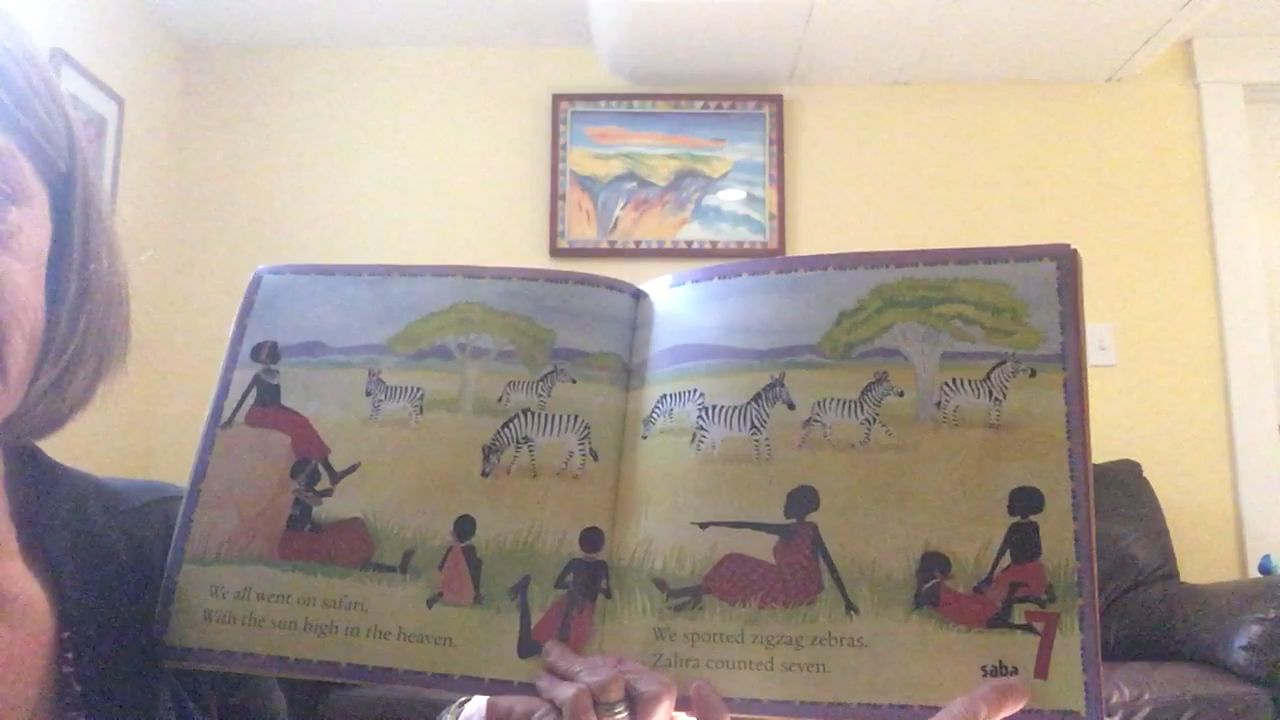 We all went on safari,
With the sun high in the heaven.
We spotted zigzag zebras.
Zahra counted seven.
saba 7